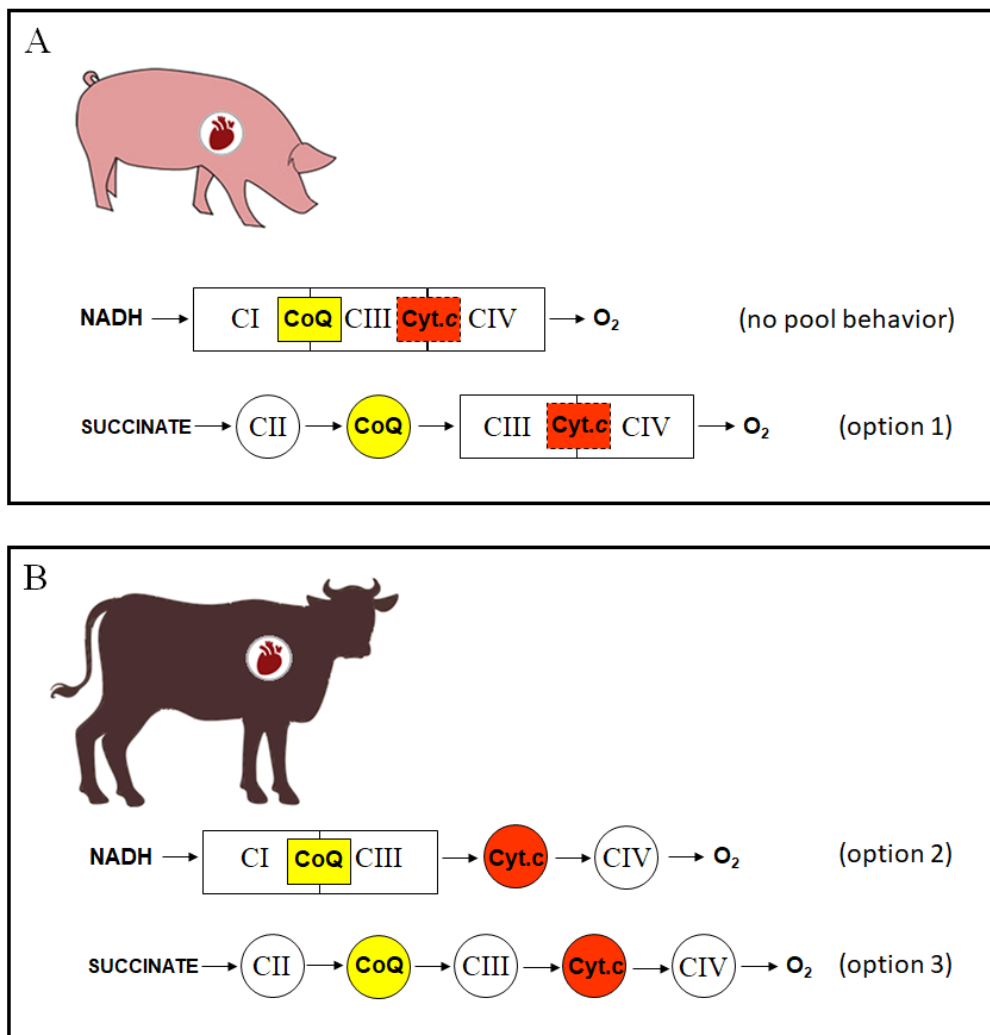 A
NADH CI CoQ CIII Cyt.c CIV O₂ (no pool behavior)
SUCCINATE CII CoQ CIII Cyt.c CIV O₂ (option 1)
B
NADH CI CoQ CIII Cyt.c CIV O₂ (option 2)
SUCCINATE CII CoQ CIII Cyt.c CIV O₂ (option 3)